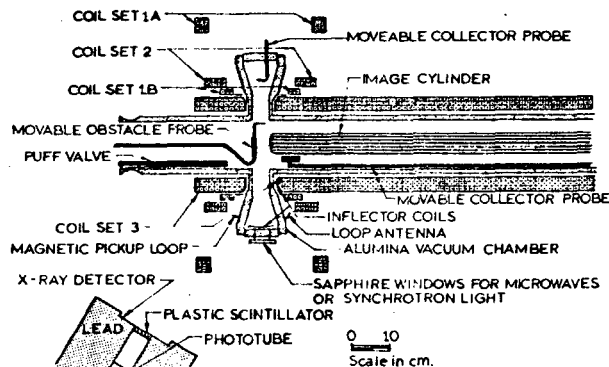 COIL SET 1A
MOVEABLE COLLECTOR PROBE
COIL SET 2
COIL SET 1B
IMAGE CYLINDER
MOVABLE OBSTACLE FROBE
PUFF VALVE
MOVABLE COLLECTOR PROBE
COIL SET 3
INFLECTOR COILS
MAGNETIC PICKUP LOOP
LOOP ANTENNA
ALUMINA VACUUM CHAMBER
X-RAY DETECTOR
SAPPHIRE WINDOWS FOR MICROWAVES
OR SYNCHROTRON LIGHT
PLASTIC SCINTILLATOR
LEAD
PHOTOTUBE
0 10
Scale in cm.